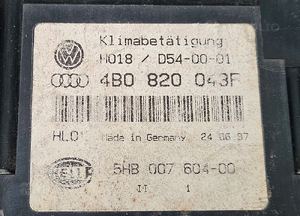 Klimabetätigung
H018 / D54-00-01
4B0 820 043F
HL0
Made in Germany 24 06 97
5HB 007 604-00
II 1